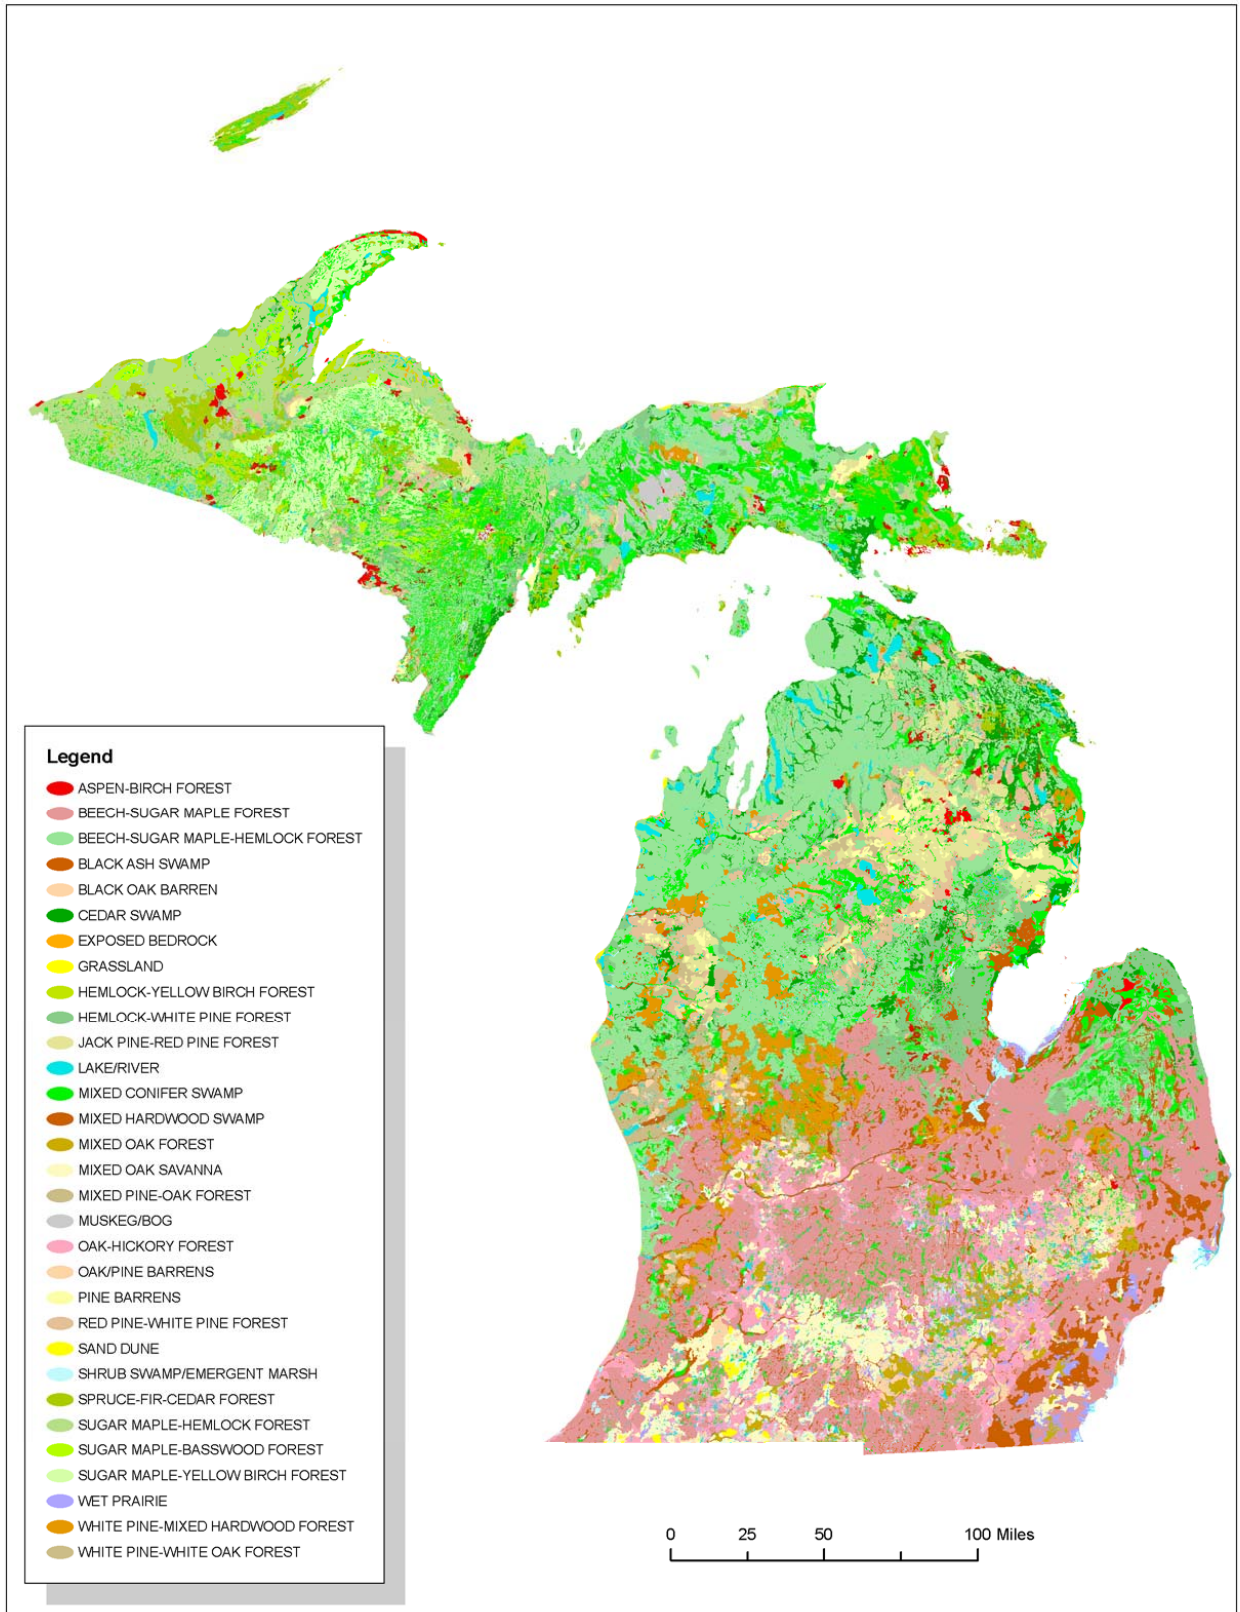 Legend
ASPEN-BIRCH FOREST
BEECH-SUGAR MAPLE FOREST
BEECH-SUGAR MAPLE-HEMLOCK FOREST
BLACK ASH SWAMP
BLACK OAK BARREN
CEDAR SWAMP
EXPOSED BEDROCK
GRASSLAND
HEMLOCK-YELLOW BIRCH FOREST
HEMLOCK-WHITE PINE FOREST
JACK PINE-RED PINE FOREST
LAKE/RIVER
MIXED CONIFER SWAMP
MIXED HARDWOOD SWAMP
MIXED OAK FOREST
MIXED OAK SAVANNA
MIXED PINE-OAK FOREST
MUSKEG/BOG
OAK-HICKORY FOREST
OAK/PINE BARRENS
PINE BARRENS
RED PINE-WHITE PINE FOREST
SAND DUNE
SHRUB SWAMP/EMERGENT MARSH
SPRUCE-FIR-CEDAR FOREST
SUGAR MAPLE-HEMLOCK FOREST
SUGAR MAPLE-BASSWOOD FOREST
SUGAR MAPLE-YELLOW BIRCH FOREST
WET PRAIRIE
WHITE PINE-MIXED HARDWOOD FOREST
WHITE PINE-WHITE OAK FOREST
0 25 50 100 Miles